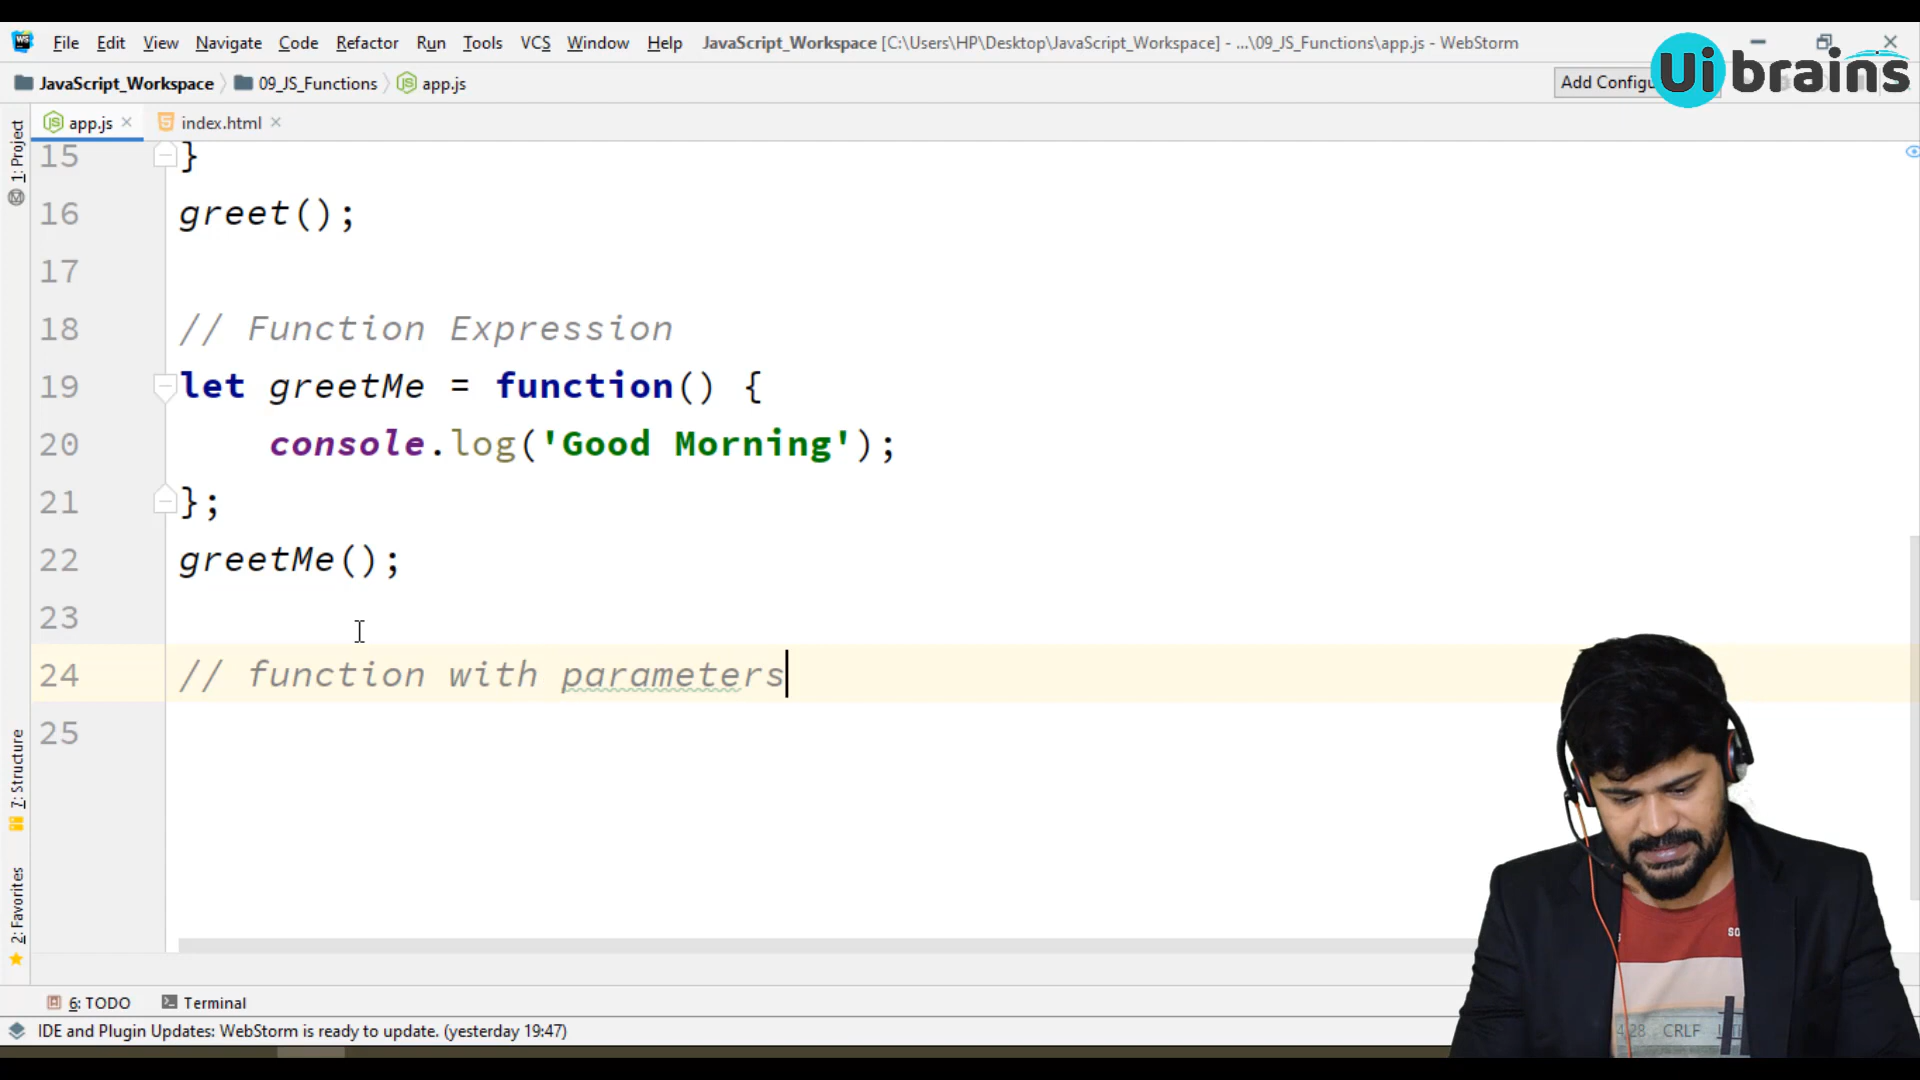 File Edit View Navigate Code Refactor Run Tools VCS Window Help JavaScript_Workspace [C:\Users\HP\Desktop\JavaScript_Workspace] - ...\09_JS_Functions\app.js - WebStorm
JavaScript_Workspace 09_JS_Functions app.js
Add Configu
Ui brains
app.js index.html
1: Project
7: Structure
2: Favorites
15 }
16 greet();
17
18 // Function Expression
19 let greetMe = function() {
20 console.log('Good Morning');
21 };
22 greetMe();
23
24 // function with parameters
25
6: TODO Terminal
IDE and Plugin Updates: WebStorm is ready to update. (yesterday 19:47)
CRLF